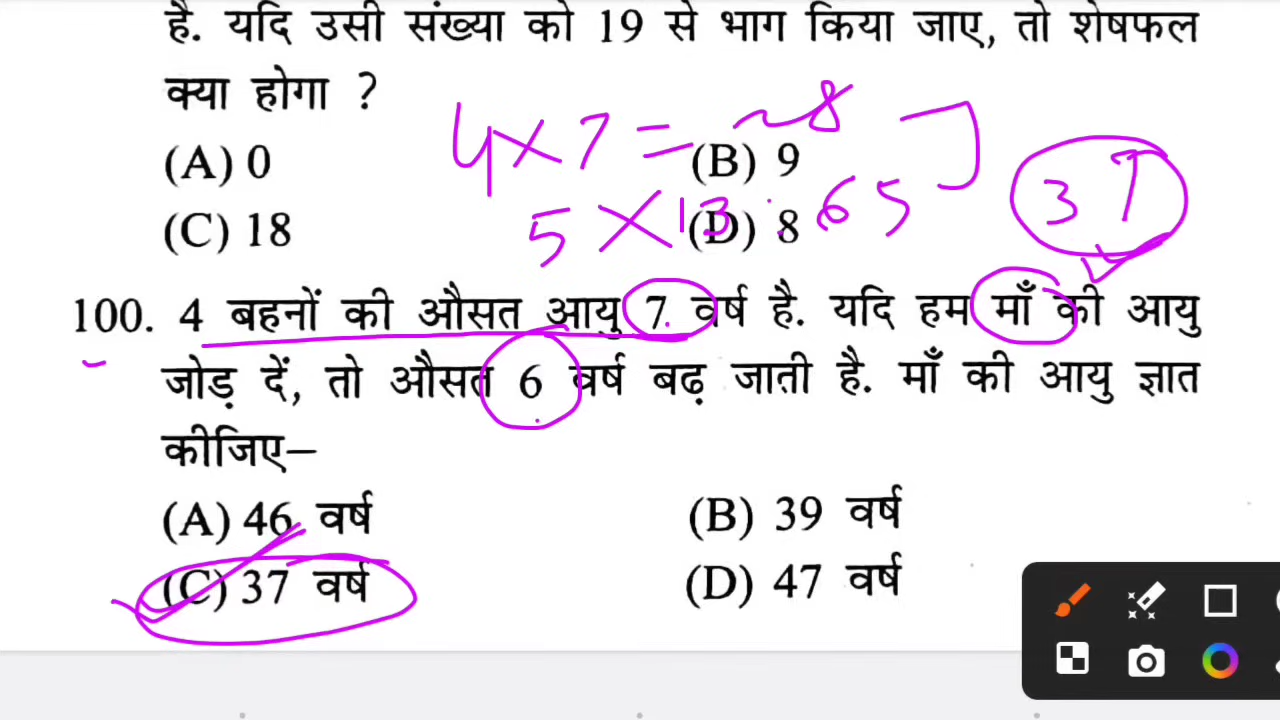 है. यदि उसी संख्या को 19 से भाग किया जाए, तो शेषफल
क्या होगा ?
4 × 7 = 28
(A) 0 (B) 9
37
5 × 13 : 65
(C) 18 (D) 8
100. 4 बहनों की औसत आयु 7 वर्ष है. यदि हम माँ की आयु
जोड़ दें, तो औसत 6 वर्ष बढ़ जाती है. माँ की आयु ज्ञात
कीजिए–
(A) 46 वर्ष (B) 39 वर्ष
(C) 37 वर्ष (D) 47 वर्ष